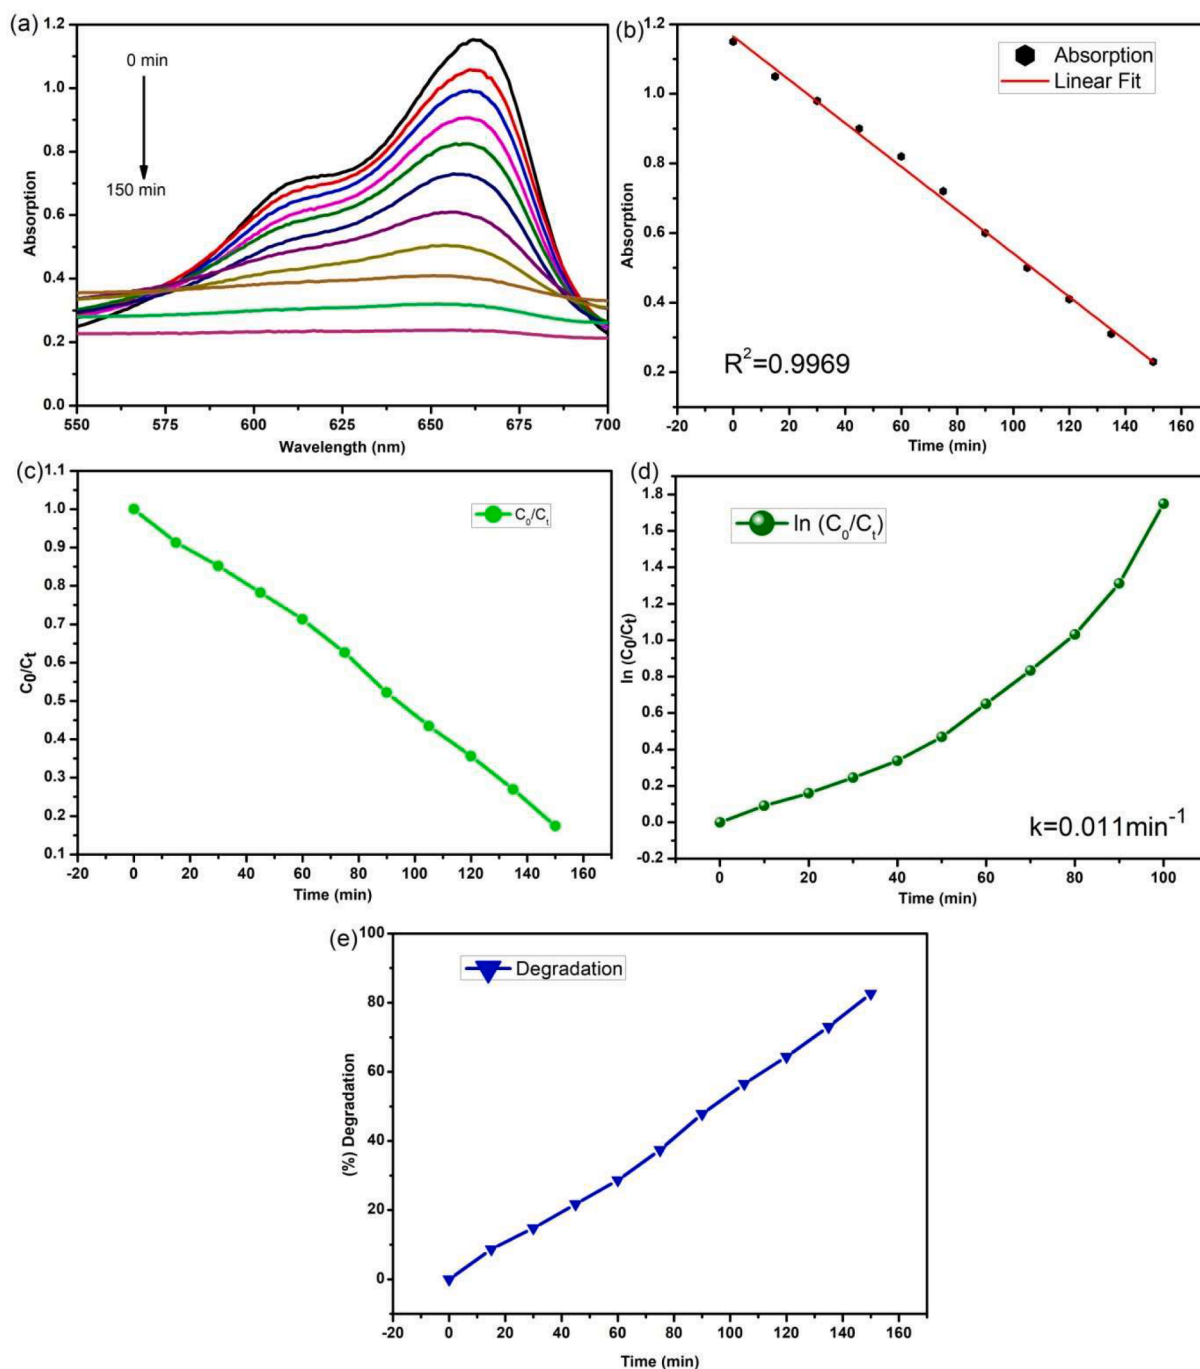 (a)
1.2
1.0
0.8
0.6
0.4
0.2
0.0
Absorption
0 min
150 min
550 575 600 625 650 675 700
Wavelength (nm)
(b)
1.2
1.0
0.8
0.6
0.4
0.2
Absorption
Absorption
Linear Fit
R²=0.9969
-20 0 20 40 60 80 100 120 140 160
Time (min)
(c)
1.1
1.0
0.9
0.8
0.7
0.6
0.5
0.4
0.3
0.2
0.1
C₀/Cₜ
C₀/Cₜ
-20 0 20 40 60 80 100 120 140 160
Time (min)
(d)
1.8
1.6
1.4
1.2
1.0
0.8
0.6
0.4
0.2
0.0
-0.2
ln (C₀/Cₜ)
ln (C₀/Cₜ)
k=0.011min⁻¹
0 20 40 60 80 100
Time (min)
(e)
100
80
60
40
20
0
(%) Degradation
Degradation
-20 0 20 40 60 80 100 120 140 160
Time (min)